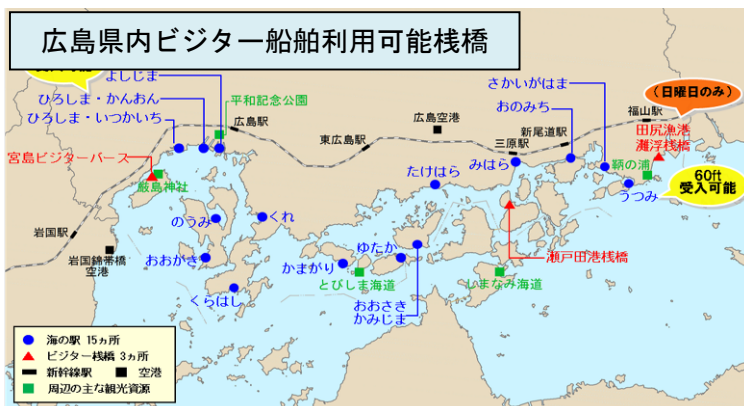 広島県内ビジター船舶利用可能桟橋
よしじま
ひろしま・かんおん
ひろしま・いつかいち
平和記念公園
広島駅
東広島駅
広島空港
さかいがはま
おのみち
新尾道駅
三原駅
みはら
福山駅
(日曜日のみ)
田尻漁港
灘浮桟橋
鞆の浦
うつみ
60ft
受入可能
宮島ビジターバース
厳島神社
たけはら
のうみ
くれ
岩国駅
岩国錦帯橋
空港
おおがき
くらはし
かまがり
ゆたか
とびしま海道
おおさき
かみじま
瀬戸田港桟橋
しまなみ海道
海の駅 15ヵ所
ビジター桟橋 3ヵ所
新幹線駅
空港
周辺の主な観光資源